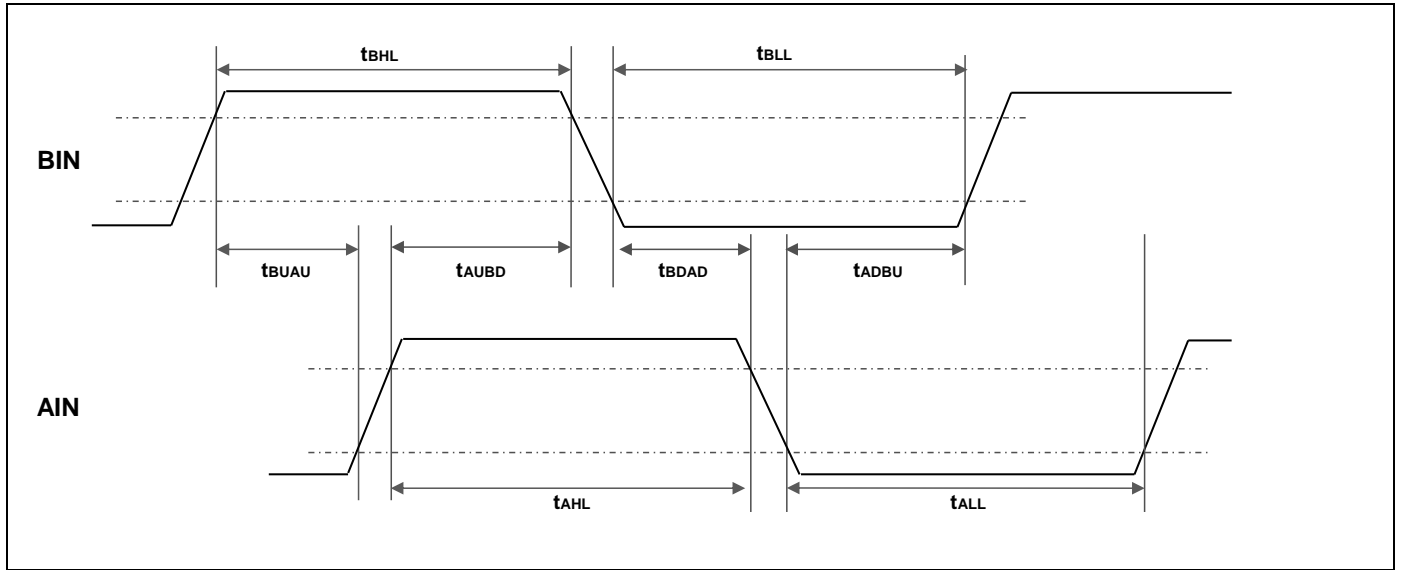 tBHL
tBLL
BIN
tBUAU
tAUBD
tBDAD
tADBU
AIN
tAHL
tALL